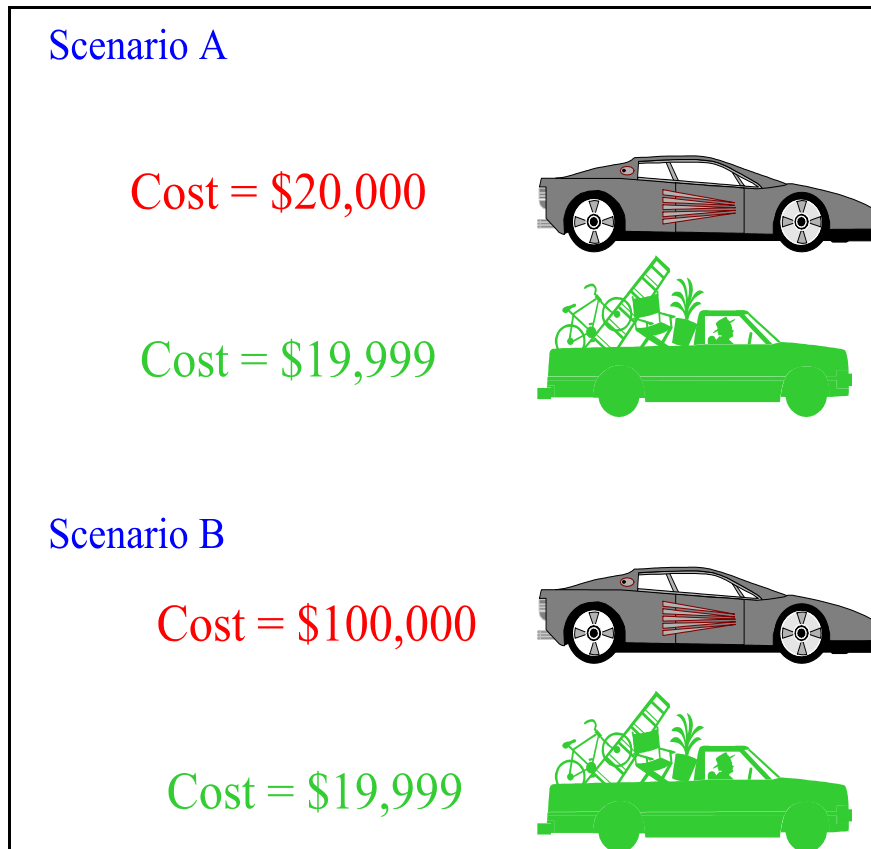 Scenario A
Cost = $20,000
Cost = $19,999
Scenario B
Cost = $100,000
Cost = $19,999